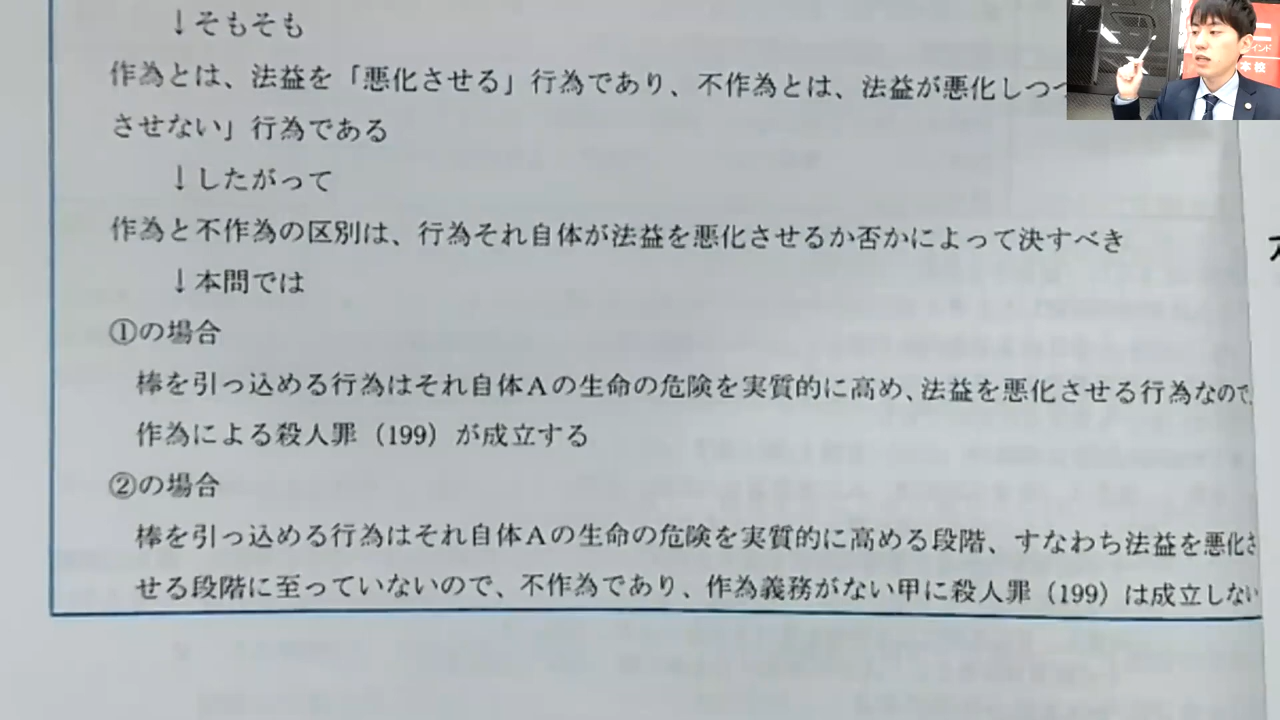 ↓そもそも
作為とは、法益を「悪化させる」行為であり、不作為とは、法益が悪化しつつ
させない」行為である
↓したがって
作為と不作為の区別は、行為それ自体が法益を悪化させるか否かによって決すべき
↓本問では
①の場合
棒を引っ込める行為はそれ自体Aの生命の危険を実質的に高め、法益を悪化させる行為なので、
作為による殺人罪（199）が成立する
②の場合
棒を引っ込める行為はそれ自体Aの生命の危険を実質的に高める段階、すなわち法益を悪化さ
せる段階に至っていないので、不作為であり、作為義務がない甲に殺人罪（199）は成立しない
インド
本校